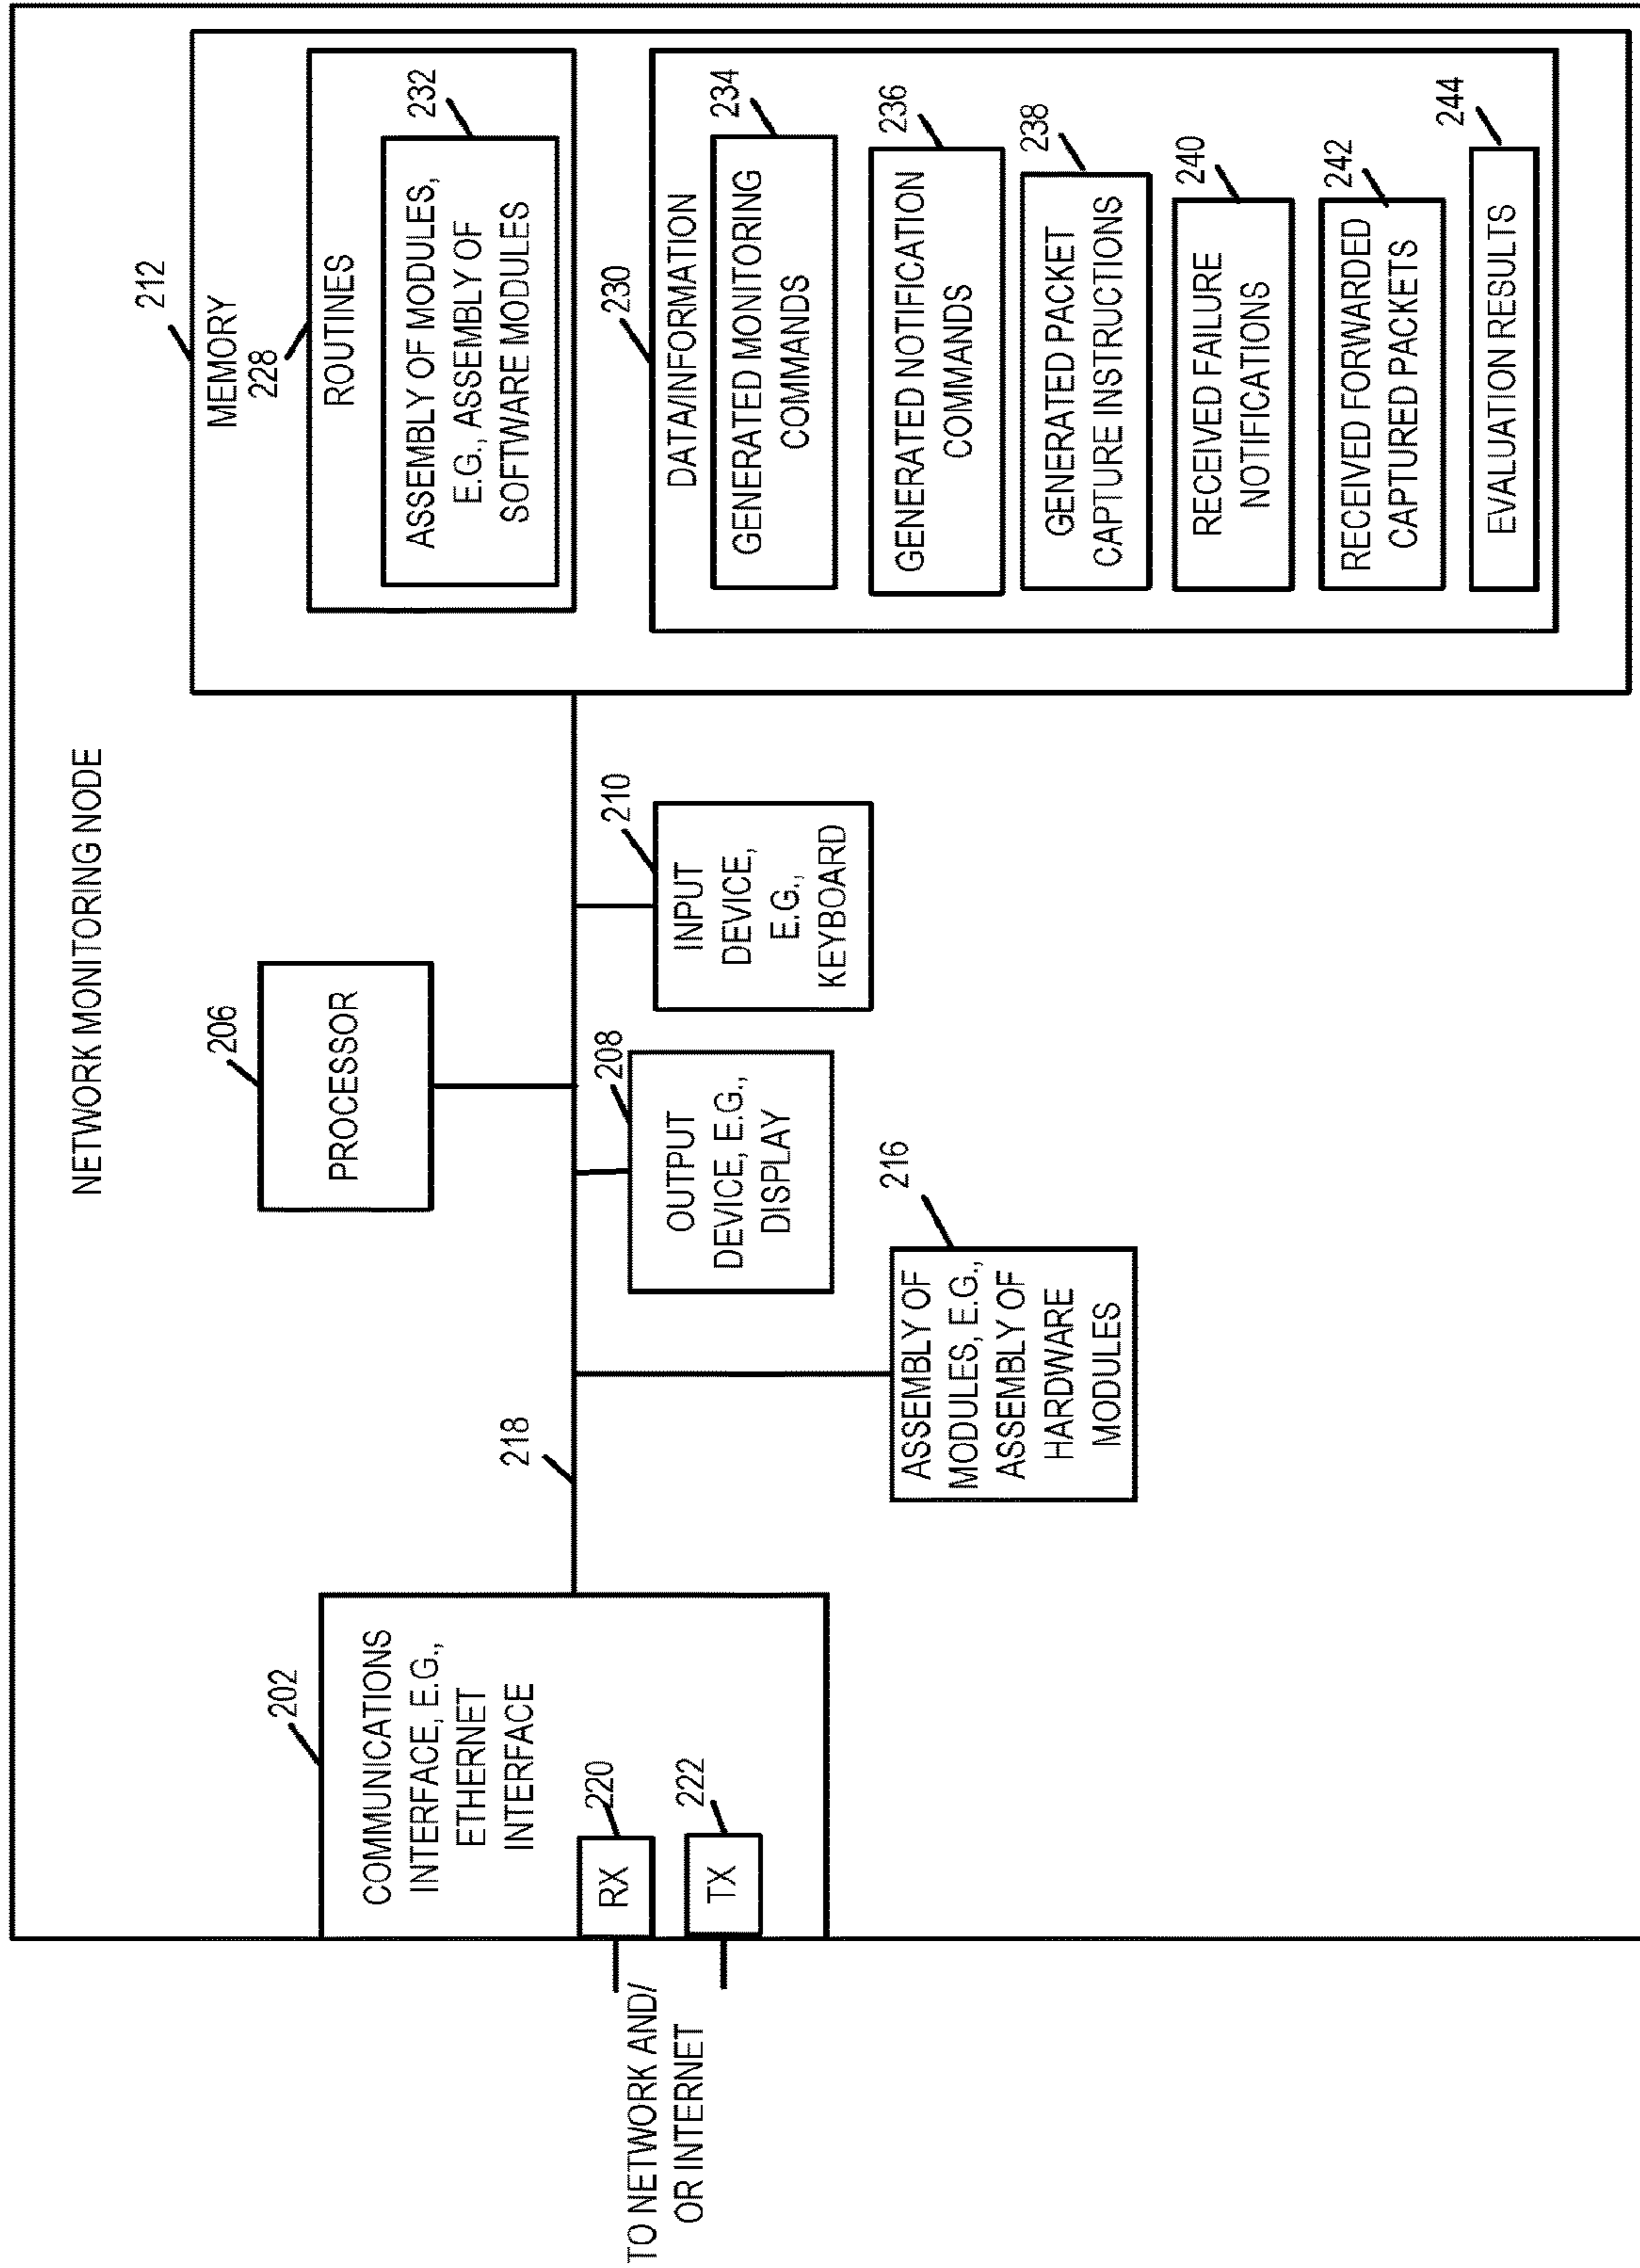 NETWORK MONITORING NODE
212
MEMORY
228
ROUTINES
232
ASSEMBLY OF MODULES,
E.G., ASSEMBLY OF
SOFTWARE MODULES
230
DATA/INFORMATION
234
GENERATED MONITORING
COMMANDS
236
GENERATED NOTIFICATION
COMMANDS
238
GENERATED PACKET
CAPTURE INSTRUCTIONS
240
RECEIVED FAILURE
NOTIFICATIONS
242
RECEIVED FORWARDED
CAPTURED PACKETS
244
EVALUATION RESULTS
206
PROCESSOR
210
INPUT
DEVICE,
E.G.,
KEYBOARD
208
OUTPUT
DEVICE, E.G.,
DISPLAY
216
ASSEMBLY OF
MODULES, E.G.,
ASSEMBLY OF
HARDWARE
MODULES
218
202
COMMUNICATIONS
INTERFACE, E.G.,
ETHERNET
INTERFACE
220
RX
222
TX
TO NETWORK AND/
OR INTERNET